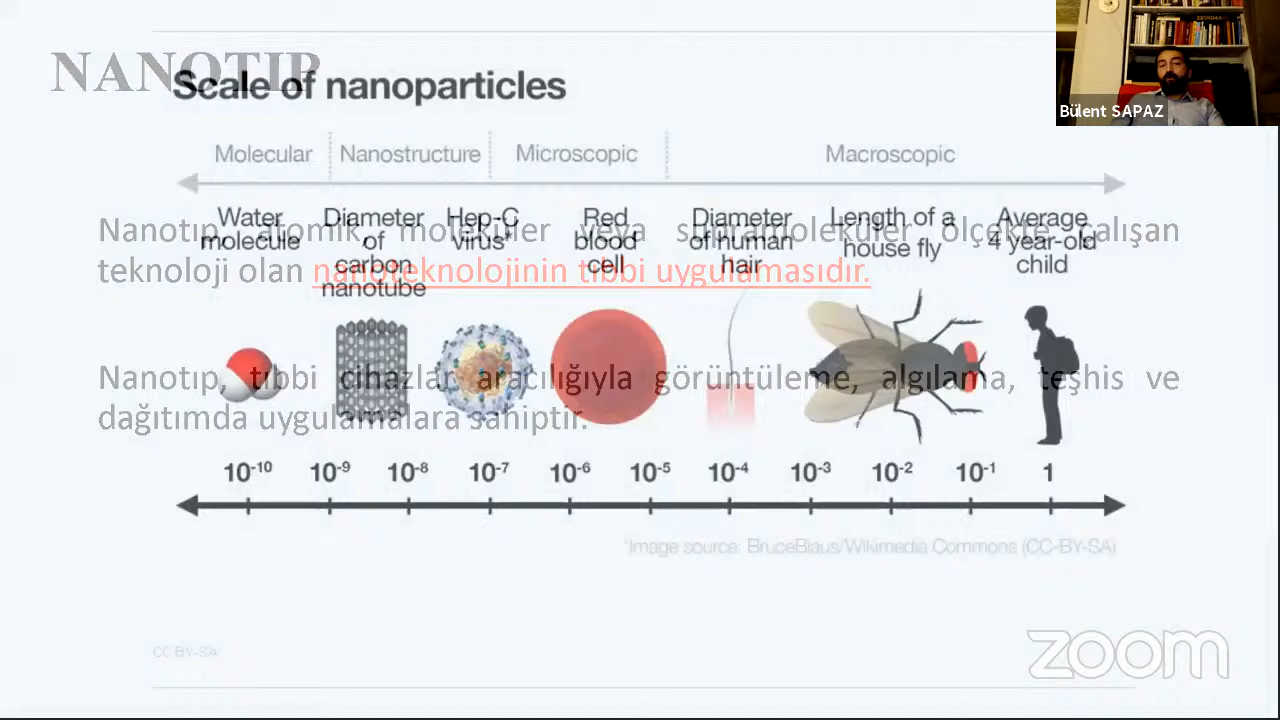 NANOTIP
Scale of nanoparticles
Bülent SAPAZ
Molecular Nanostructure Microscopic Macroscopic
Water molecule
Diameter of carbon nanotube
Hep-C virus*
Red blood cell
Diameter of human hair
Length of a house fly
Average 4 year-old child
Nanotıp, atomik, moleküler veya supramoleküler ölçekte çalışan
teknoloji olan nanoteknolojinin tıbbi uygulamasıdır.
Nanotıp, tıbbi cihazlar aracılığıyla görüntüleme, algılama, teşhis ve
dağıtımda uygulamalara sahiptir.
10-10 10-9 10-8 10-7 10-6 10-5 10-4 10-3 10-2 10-1 1
*Image source: BruceBlaus/Wikimedia Commons (CC-BY-SA)
CC-BY-SA
zoom